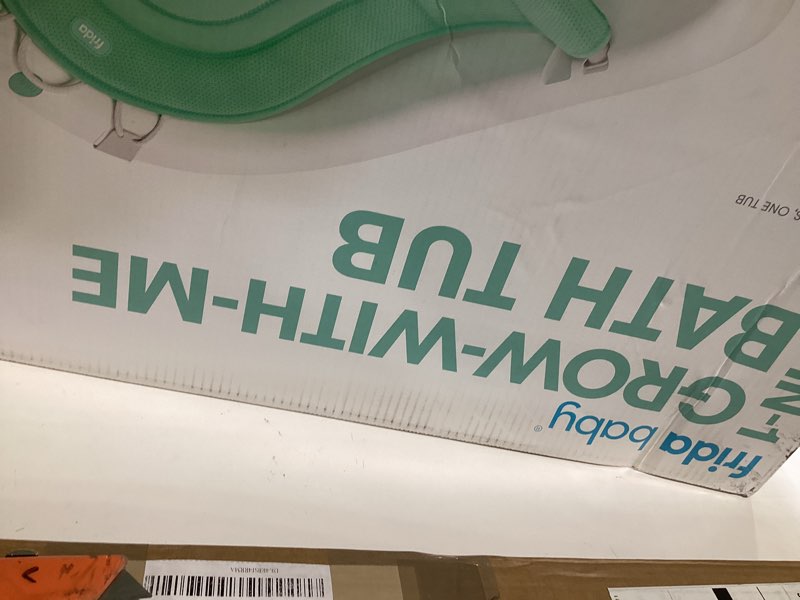 frida baby®
GROW-WITH-ME
BATH TUB
ONE TUB
frida